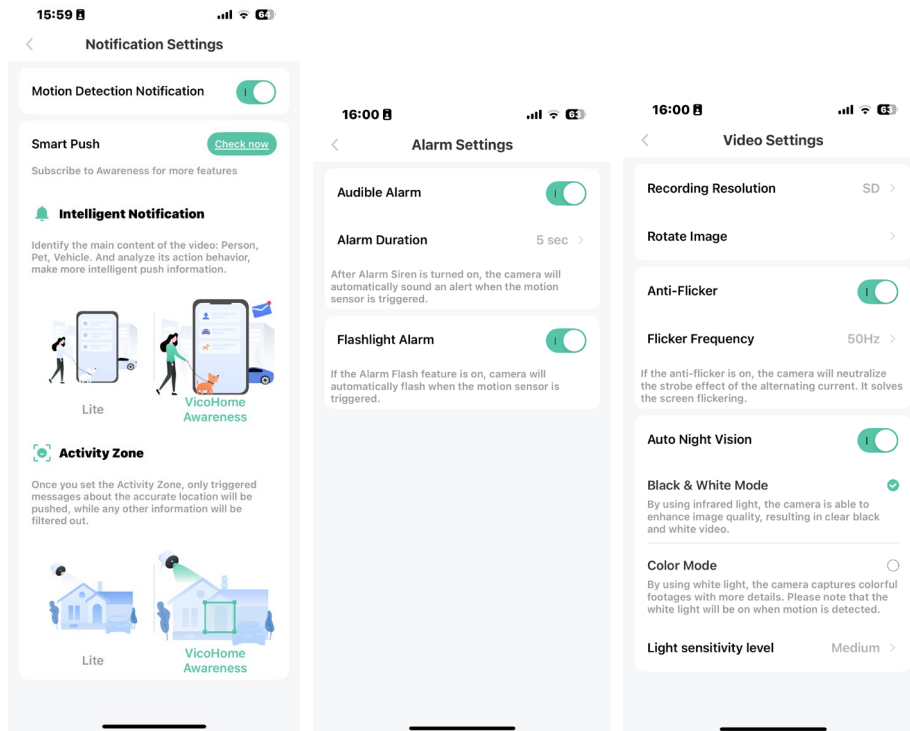 15:59
64
Notification Settings
Motion Detection Notification
Smart Push
Check now
Subscribe to Awareness for more features
Intelligent Notification
Identify the main content of the video: Person,
Pet, Vehicle. And analyze its action behavior,
make more intelligent push information.
Lite
VicoHome
Awareness
Activity Zone
Once you set the Activity Zone, only triggered
messages about the accurate location will be
pushed, while any other information will be
filtered out.
Lite
VicoHome
Awareness
16:00
63
Alarm Settings
Audible Alarm
Alarm Duration
5 sec
After Alarm Siren is turned on, the camera will
automatically sound an alert when the motion
sensor is triggered.
Flashlight Alarm
If the Alarm Flash feature is on, camera will
automatically flash when the motion sensor is
triggered.
16:00
63
Video Settings
Recording Resolution
SD
Rotate Image
Anti-Flicker
Flicker Frequency
50Hz
If the anti-flicker is on, the camera will neutralize
the strobe effect of the alternating current. It solves
the screen flickering.
Auto Night Vision
Black & White Mode
By using infrared light, the camera is able to
enhance image quality, resulting in clear black
and white video.
Color Mode
By using white light, the camera captures colorful
footages with more details. Please note that the
white light will be on when motion is detected.
Light sensitivity level
Medium